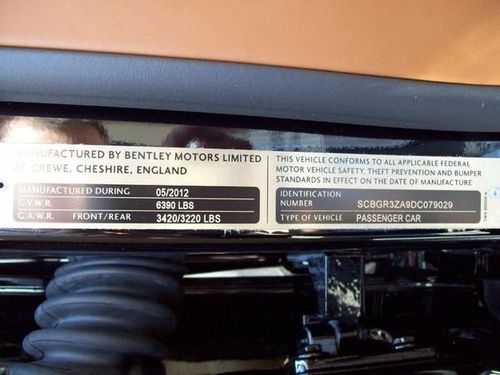 MANUFACTURED BY BENTLEY MOTORS LIMITED
AT CREWE, CHESHIRE, ENGLAND
MANUFACTURED DURING 05/2012
G.V.W.R. 6390 LBS
G.A.W.R. FRONT/REAR 3420/3220 LBS
THIS VEHICLE CONFORMS TO ALL APPLICABLE FEDERAL
MOTOR VEHICLE SAFETY, THEFT PREVENTION AND BUMPER
STANDARDS IN EFFECT ON THE DATE OF MANUFACTURE
IDENTIFICATION
NUMBER SCBGR3ZA9DC079029
TYPE OF VEHICLE PASSENGER CAR